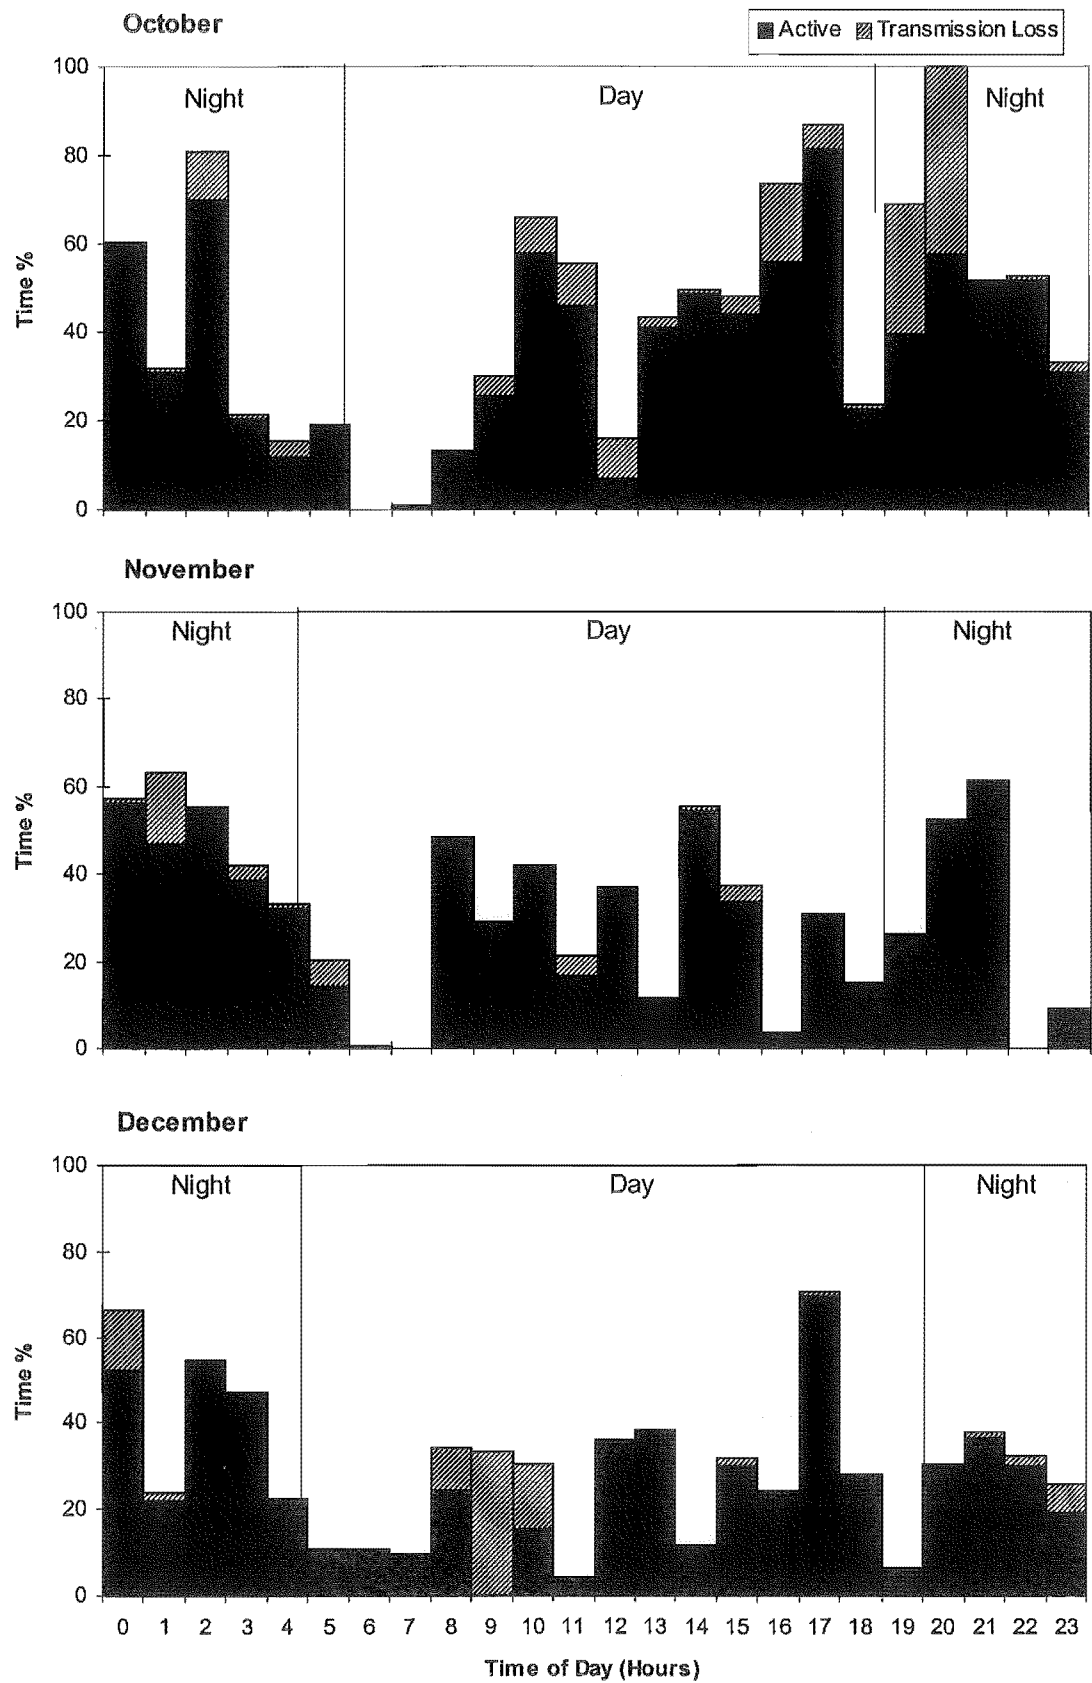 October
Active Transmission Loss
100
80
60
40
20
0
Time %
Night Day Night
November
100
80
60
40
20
0
Time %
Night Day Night
December
100
80
60
40
20
0
Time %
Night Day Night
0 1 2 3 4 5 6 7 8 9 10 11 12 13 14 15 16 17 18 19 20 21 22 23
Time of Day (Hours)